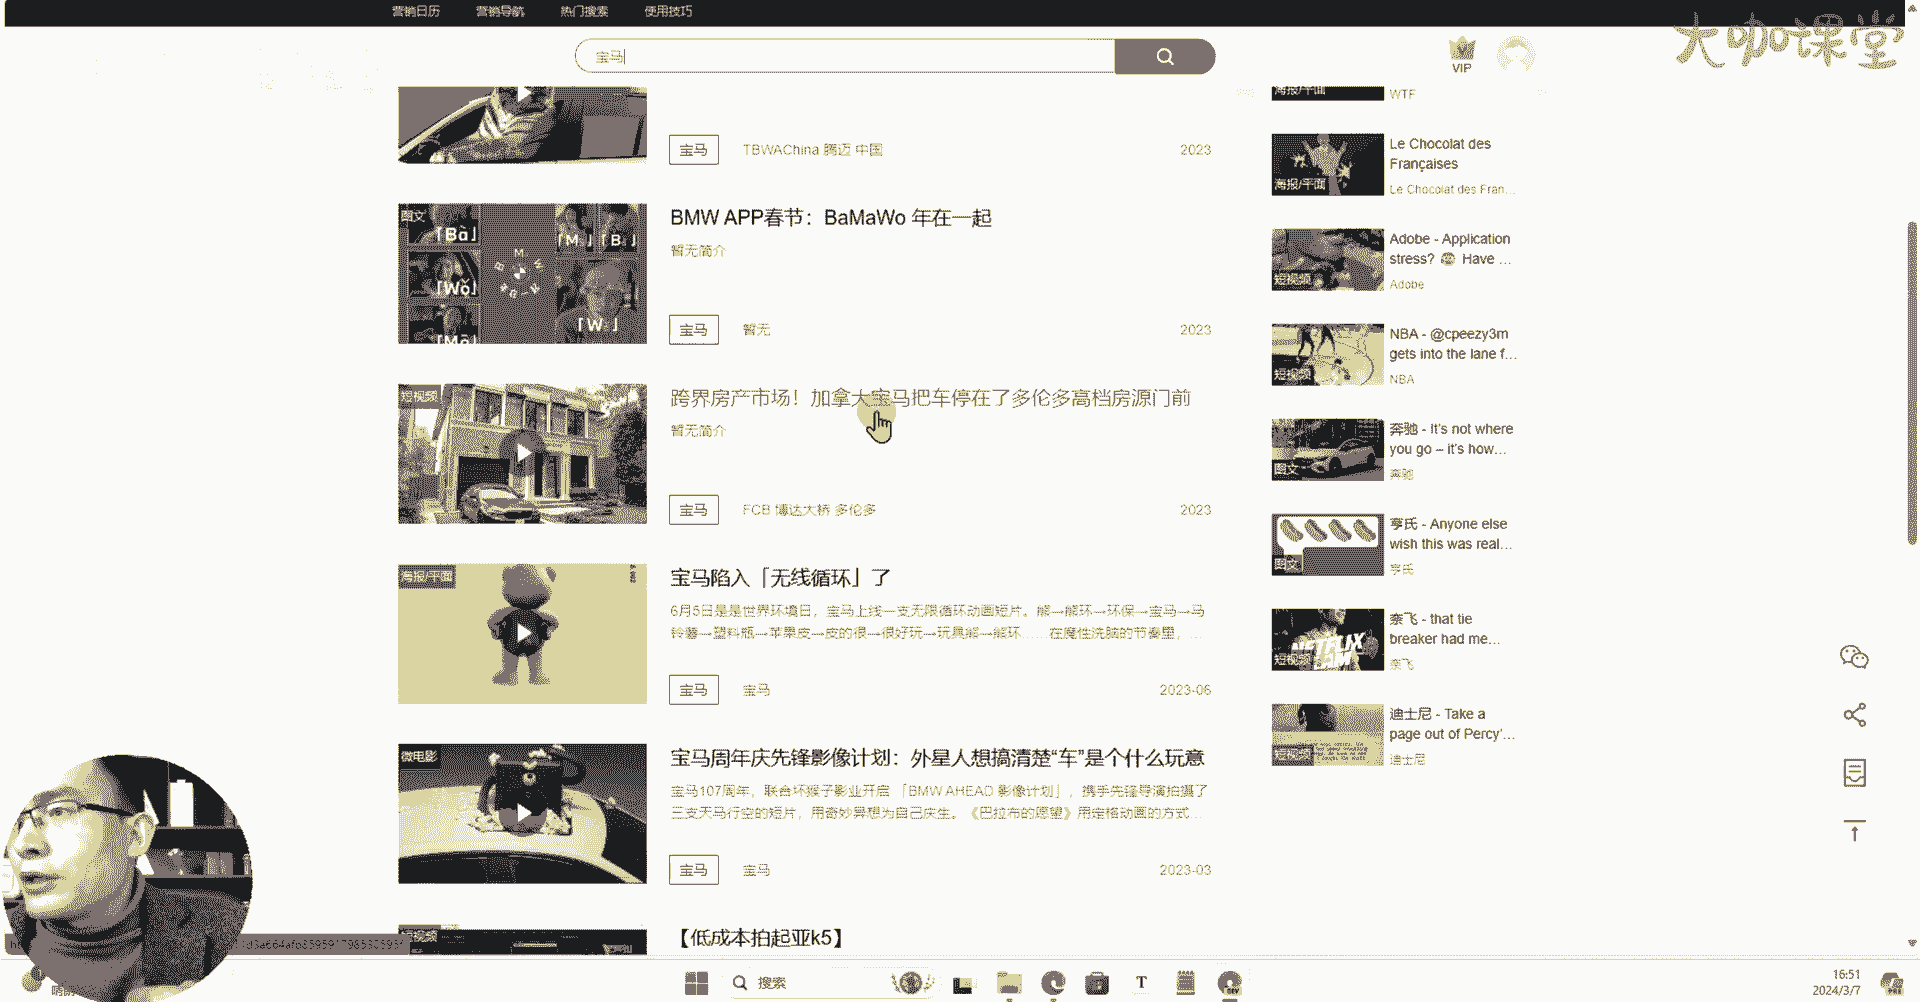 营销日历 营销导航 热门搜索 使用技巧
大咖课堂
宝马
VIP
宝马 TBWAChina 腾迈 中国 2023
图文
「Bà」
「Wǒ」
BMW APP春节：BaMaWo 年在一起
暂无简介
宝马 暂无 2023
短视频
跨界房产市场！加拿大宝马把车停在了多伦多高档房源门前
暂无简介
宝马 FCB 博达大桥 多伦多 2023
海报/平面
宝马陷入「无线循环」了
6月5日是是世界环境日，宝马上线一支无限循环动画短片。熊→熊环→环保→宝马→马
铃薯→塑料瓶→苹果皮→皮的很→很好玩→玩具熊→熊环……在魔性洗脑的节奏里，...
宝马 宝马 2023-06
微电影
宝马周年庆先锋影像计划：外星人想搞清楚“车”是个什么玩意
宝马107周年，联合坏猴子影业开启「BMW AHEAD 影像计划」，携手先锋导演拍摄了
三支天马行空的短片，用奇妙异想为自己庆生。《巴拉布的愿望》用定格动画的方式...
宝马 宝马 2023-03
短视频
【低成本拍起亚k5】
海报/平面
WTF
海报/平面
Le Chocolat des
Françaises
Le Chocolat des Fran...
短视频
Adobe - Application
stress? Have ...
Adobe
短视频
NBA - @cpeezy3m
gets into the lane f...
NBA
图文
奔驰 - It's not where
you go – it's how...
奔驰
图文
亨氏 - Anyone else
wish this was real...
亨氏
短视频
奈飞 - that tie
breaker had me...
奈飞
短视频
迪士尼 - Take a
page out of Percy'...
迪士尼
搜索
T
DEV
16:51
2024/3/7
PRE